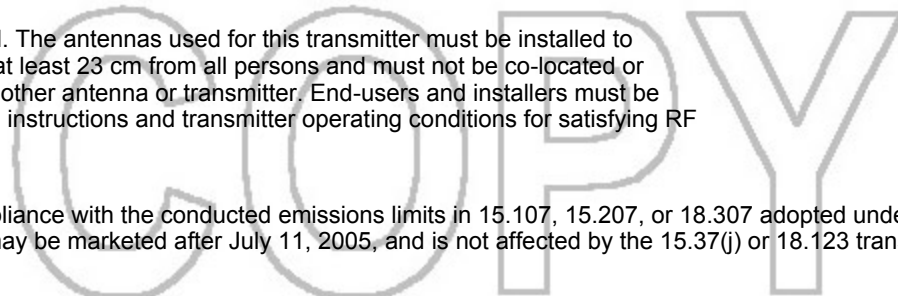 l. The antennas used for this transmitter must be installed to
at least 23 cm from all persons and must not be co-located or
other antenna or transmitter. End-users and installers must be
instructions and transmitter operating conditions for satisfying RF
pliance with the conducted emissions limits in 15.107, 15.207, or 18.307 adopted unde
may be marketed after July 11, 2005, and is not affected by the 15.37(j) or 18.123 tran
COPY